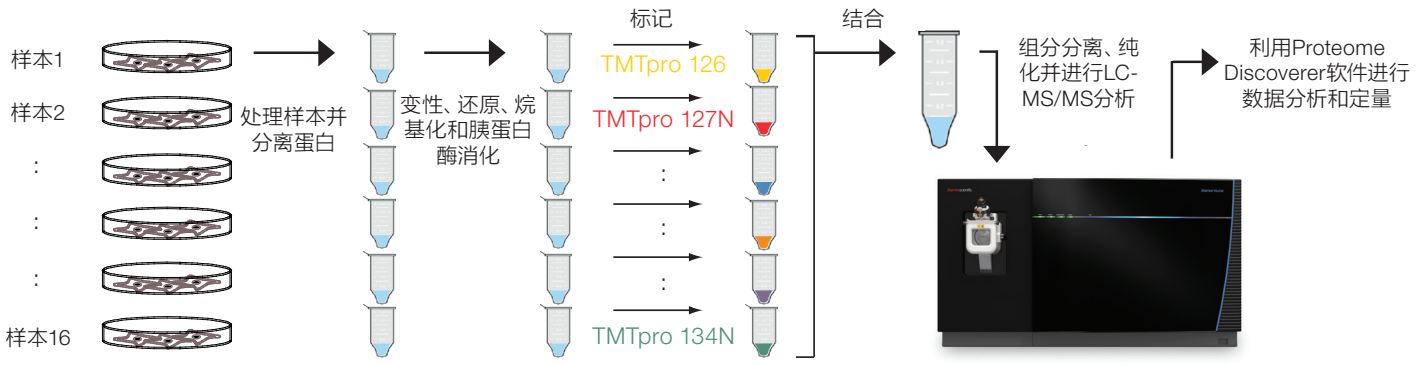 标记
结合
样本1
TMTpro 126
组分分离、纯
化并进行LC-
MS/MS分析
利用Proteome
Discoverer软件进行
数据分析和定量
样本2
处理样本并
分离蛋白
变性、还原、烷
基化和胰蛋白
酶消化
TMTpro 127N
:
:
:
:
:
:
样本16
TMTpro 134N